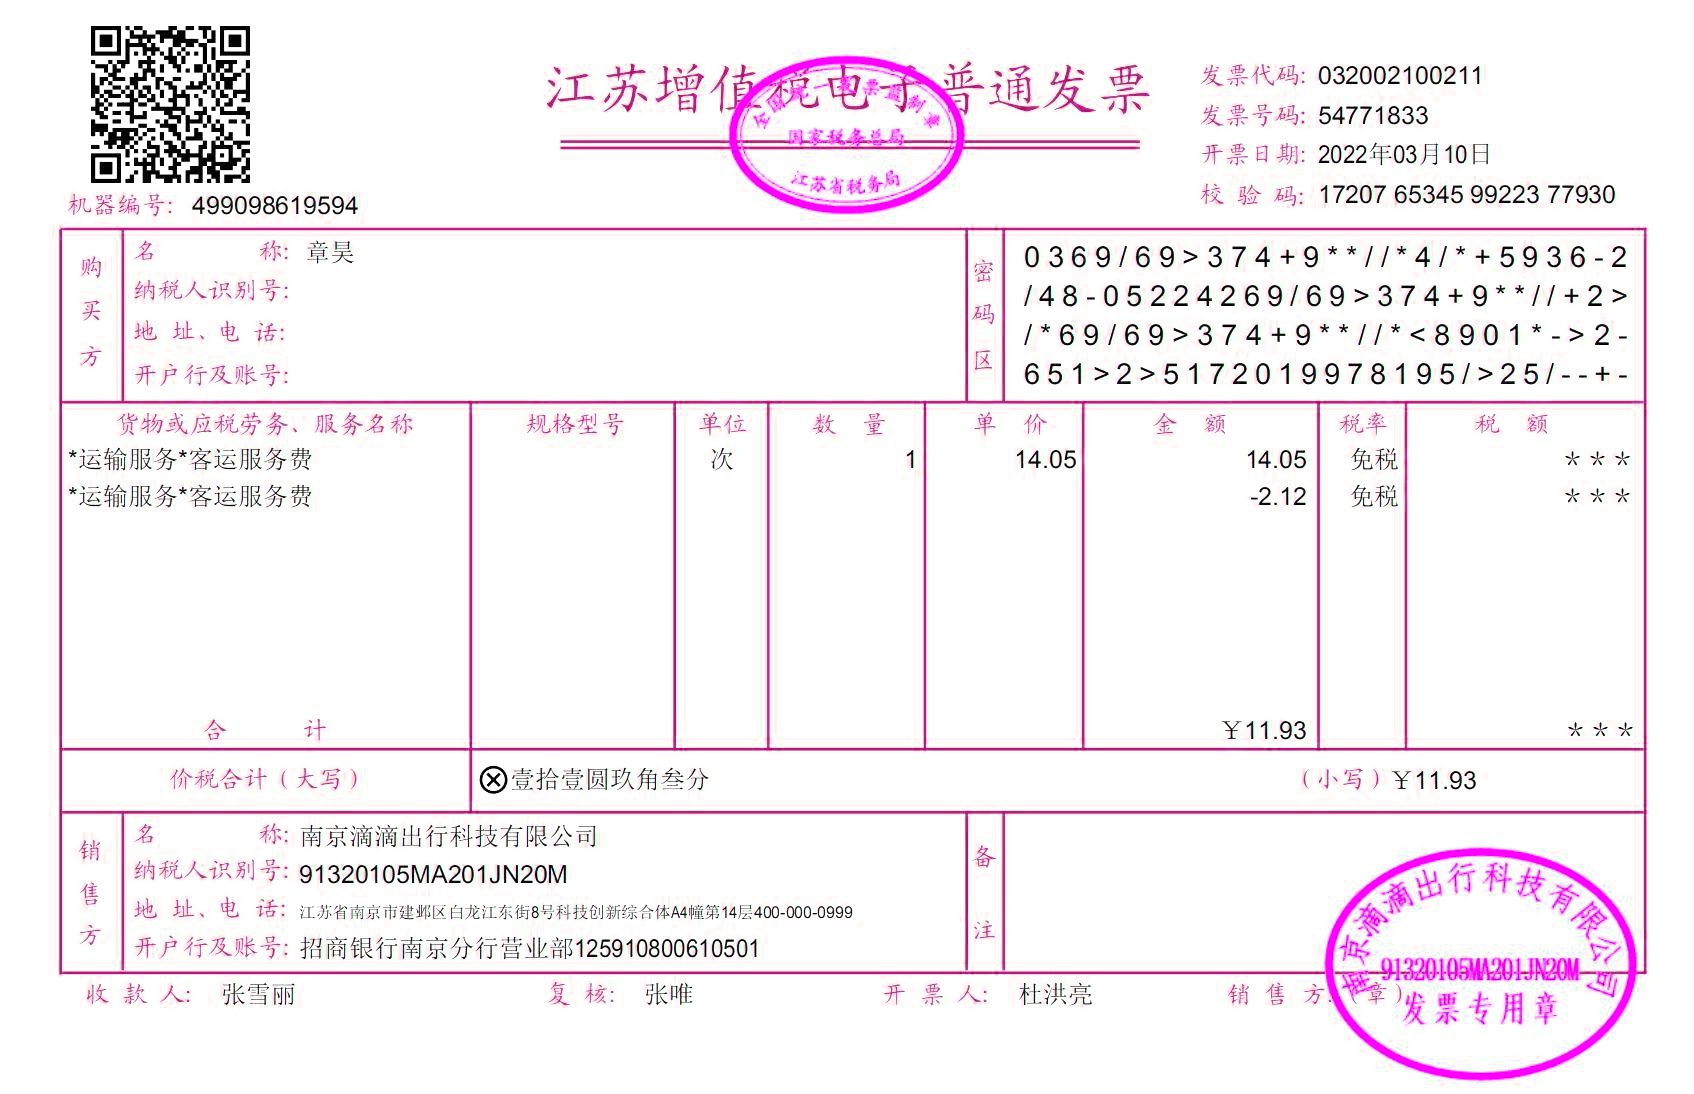 江苏增值税电子普通发票
全国统一发票监制章
国家税务总局
江苏省税务局
发票代码: 032002100211
发票号码: 54771833
开票日期: 2022年03月10日
校 验 码: 17207 65345 99223 77930
机器编号: 499098619594
购买方
名 称: 章昊
纳税人识别号:
地 址、电 话:
开户行及账号:
密码区
0369/69>374+9**//*4/*+5936-2
/48-05224269/69>374+9**//+2>
/*69/69>374+9**//*<8901*->2-
651>2>5172019978195/>25/--+-
货物或应税劳务、服务名称 规格型号 单位 数 量 单 价 金 额 税率 税 额
*运输服务*客运服务费 次 1 14.05 14.05 免税 ***
*运输服务*客运服务费 -2.12 免税 ***
合 计 ￥11.93 ***
价税合计（大写） ⊗壹拾壹圆玖角叁分 （小写）￥11.93
销售方
名 称: 南京滴滴出行科技有限公司
纳税人识别号: 91320105MA201JN20M
地 址、电 话: 江苏省南京市建邺区白龙江东街8号科技创新综合体A4幢第14层400-000-0999
开户行及账号: 招商银行南京分行营业部125910800610501
备注
收 款 人: 张雪丽 复 核: 张唯 开 票 人: 杜洪亮 销 售 方:（章）
南京滴滴出行科技有限公司
91320105MA201JN20M
发票专用章